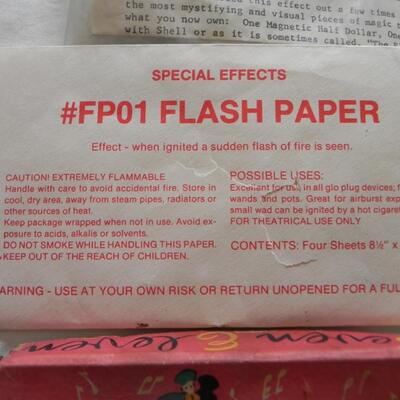 this effect out a few times
the most mystifying and visual pieces of magic
what you now own: One Magnetic Half Dollar, One
with Shell or as it is sometimes called, "The
SPECIAL EFFECTS
#FP01 FLASH PAPER
Effect - when ignited a sudden flash of fire is seen.
CAUTION! EXTREMELY FLAMMABLE
Handle with care to avoid accidental fire. Store in
cool, dry area, away from steam pipes, radiators or
other sources of heat.
Keep package wrapped when not in use. Avoid ex-
posure to acids, alkalis or solvents.
DO NOT SMOKE WHILE HANDLING THIS PAPER.
KEEP OUT OF THE REACH OF CHILDREN.
POSSIBLE USES:
Excellent for use in all glo plug devices;
wands and pots. Great for airburst
small wad can be ignited by a hot
FOR THEATRICAL USE ONLY
CONTENTS: Four Sheets 8½" x
ARNING - USE AT YOUR OWN RISK OR RETURN UNOPENED FOR A
even & eleven